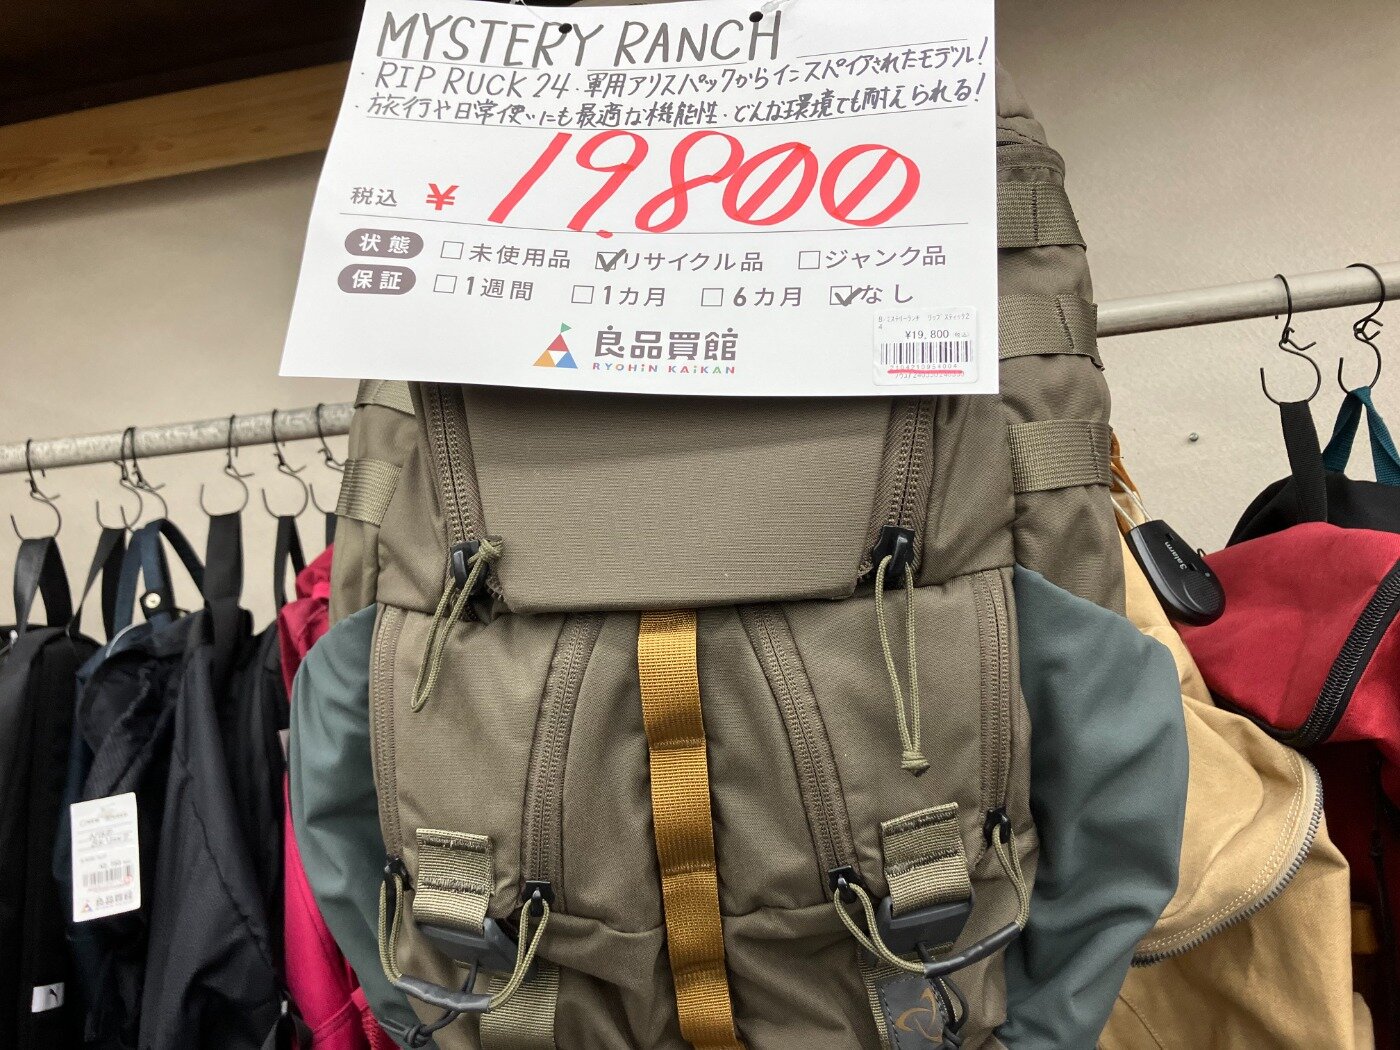 MYSTERY RANCH
・RIP RUCK 24・軍用アリスパックからインスパイアされたモデル!
・旅行や日常使いにも最適な機能性・どんな環境でも耐えられる!
税込 ¥ 19,800
状態 □未使用品 ☑リサイクル品 □ジャンク品
保証 □1週間 □1カ月 □6カ月 ☑なし
良品買館
RYOHIN KAIKAN
¥19,800 (税込)